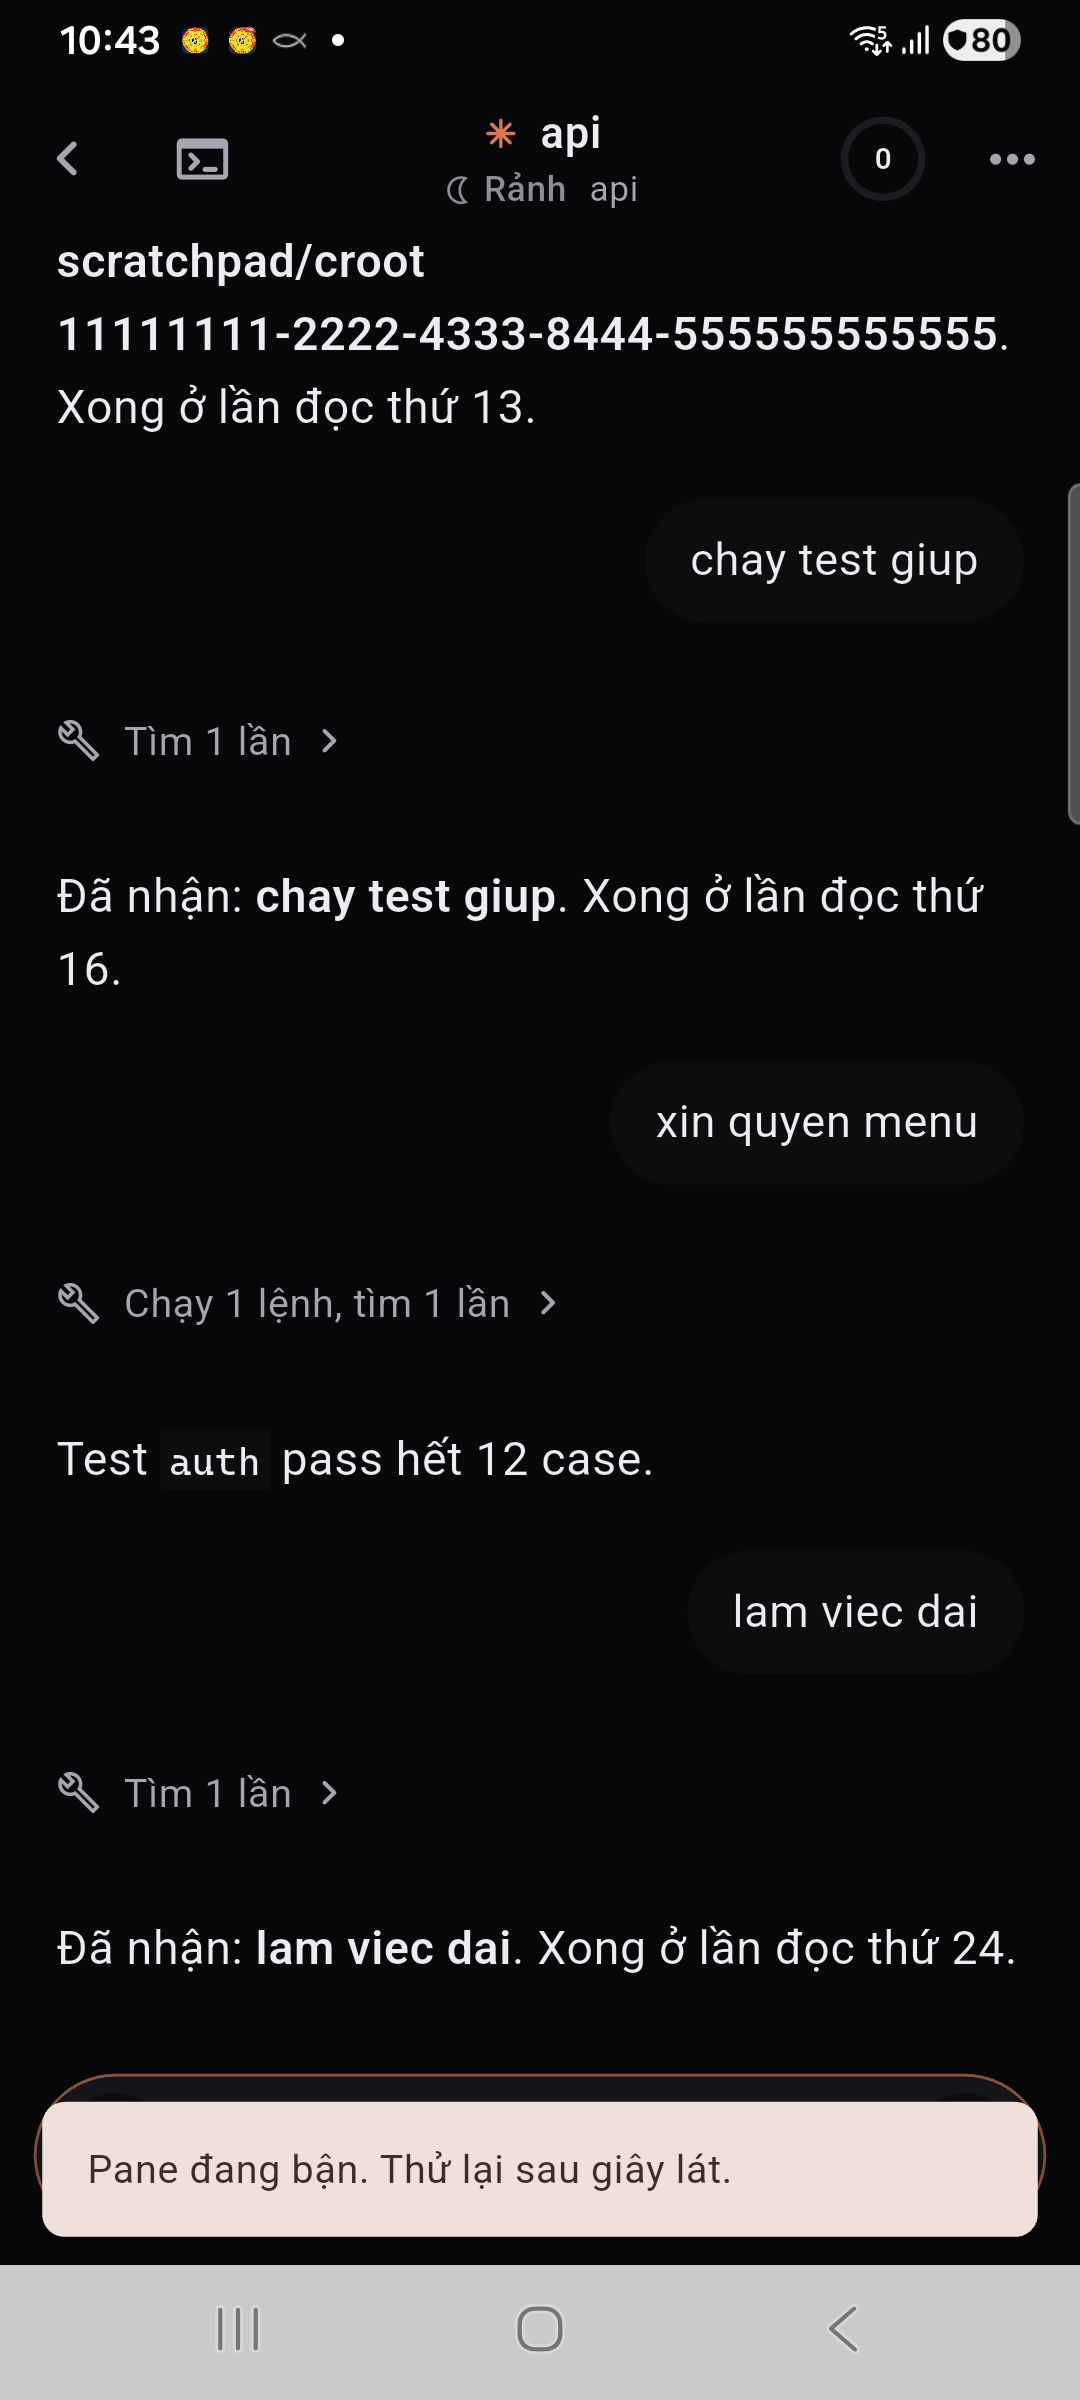 10:43
5
80
api
Rảnh api
0
scratchpad/croot
11111111-2222-4333-8444-555555555555.
Xong ở lần đọc thứ 13.
chay test giup
Tìm 1 lần
Đã nhận: chay test giup. Xong ở lần đọc thứ
16.
xin quyen menu
Chạy 1 lệnh, tìm 1 lần
Test auth pass hết 12 case.
lam viec dai
Tìm 1 lần
Đã nhận: lam viec dai. Xong ở lần đọc thứ 24.
Pane đang bận. Thử lại sau giây lát.